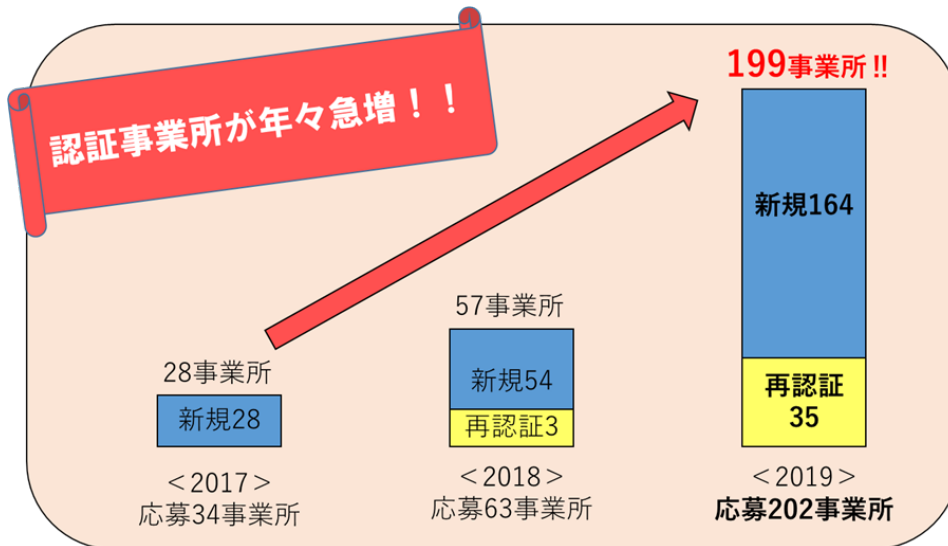 認証事業所が年々急増！！
199事業所‼
新規164
再認証
35
57事業所
新規54
再認証3
28事業所
新規28
＜2017＞
応募34事業所
＜2018＞
応募63事業所
＜2019＞
応募202事業所